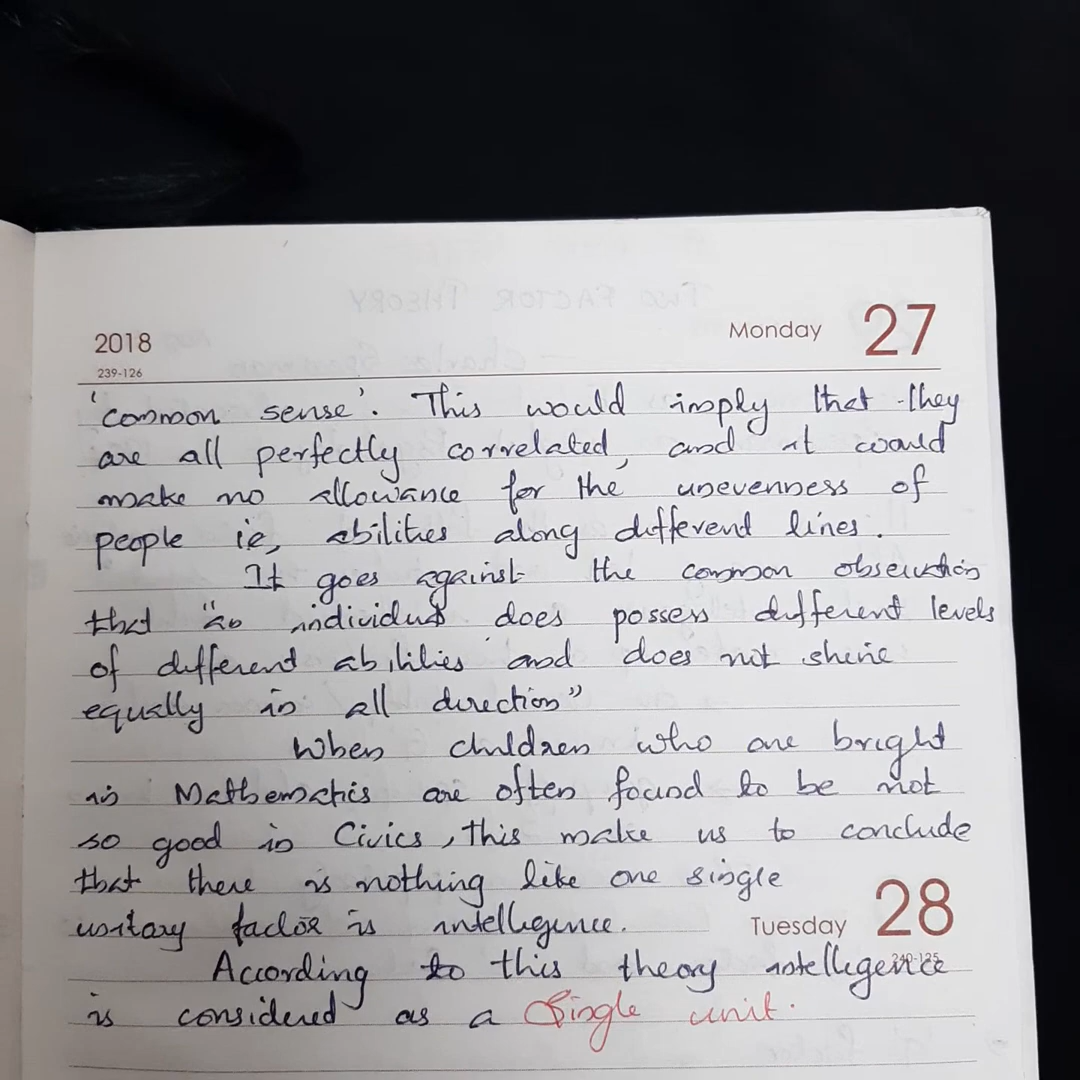 2018
Monday 27
239-126
'common sense'. This would imply that they
are all perfectly correlated, and it would
make no allowance for the unevenness of
people ie, abilities along different lines.
It goes against the common observation
that "an individual does possess different levels
of different abilities and does not shine
equally in all direction"
When children who are bright
in Mathematics are often found to be not
so good in Civics, this make us to conclude
that there is nothing like one single
unitary factor is intelligence.
Tuesday 28
According to this theory intelligence
is considered as a Single unit.